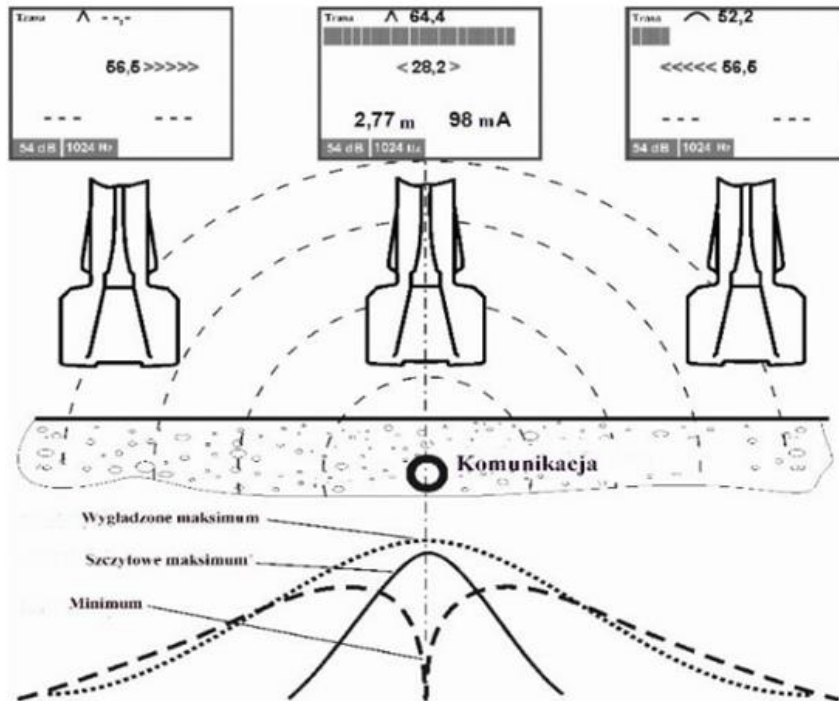 Trasa ^ --,-
56,5 >>>>>
--- ---
54 dB 1024 Hz
Trasa ^ 64,4
< 28,2 >
2,77 m 98 mA
54 dB 1024 Hz
Trasa 52,2
<<<<< 56,5
--- ---
54 dB 1024 Hz
Komunikacja
Wygładzone maksimum
Szczytowe maksimum
Minimum